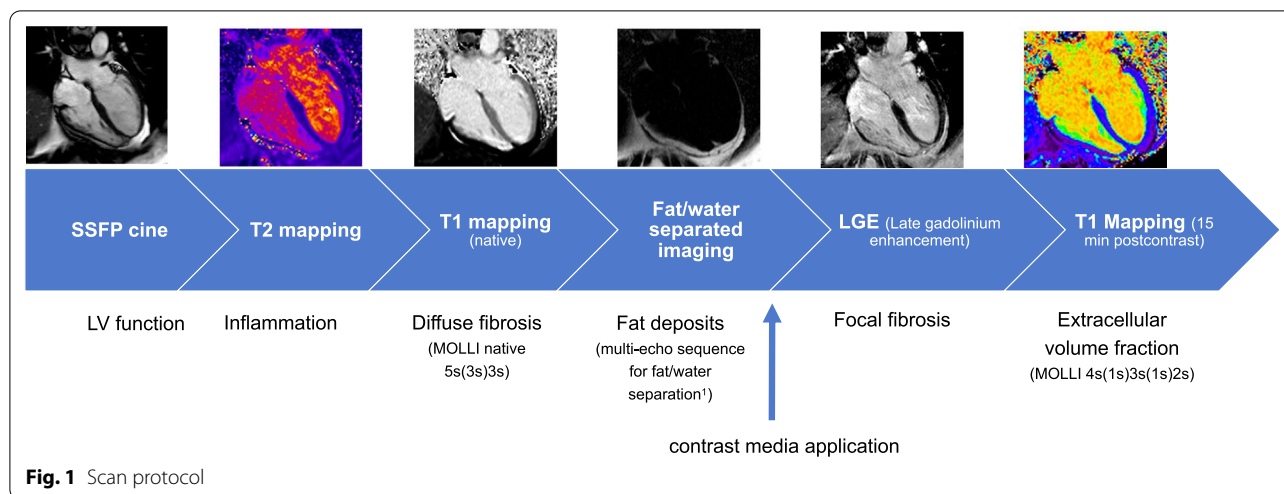 SSFP cine
T2 mapping
T1 mapping
(native)
Fat/water
separated
imaging
LGE (Late gadolinium
enhancement)
T1 Mapping (15
min postcontrast)
LV function
Inflammation
Diffuse fibrosis
(MOLLI native
5s(3s)3s)
Fat deposits
(multi-echo sequence
for fat/water
separation¹)
Focal fibrosis
Extracellular
volume fraction
(MOLLI 4s(1s)3s(1s)2s)
contrast media application
Fig. 1 Scan protocol